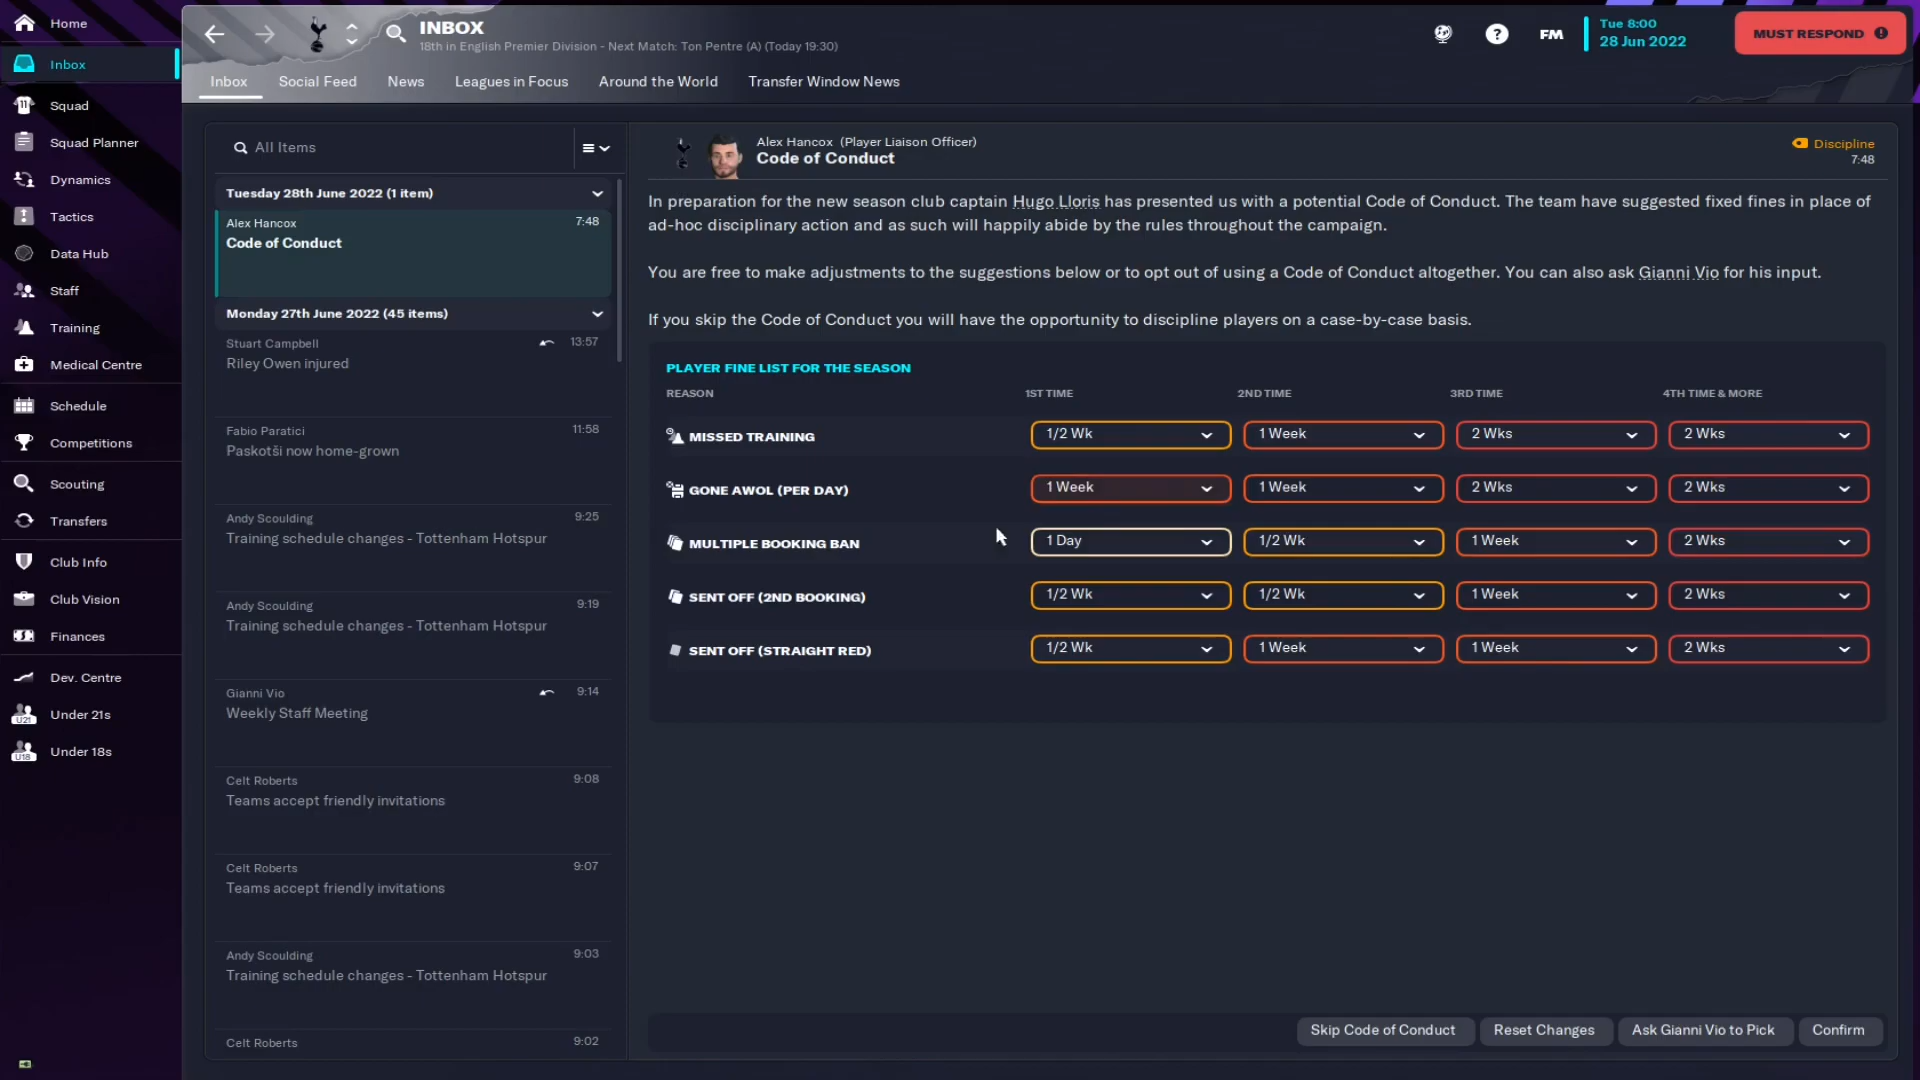 Home
Inbox
Squad
Squad Planner
Dynamics
Tactics
Data Hub
Staff
Training
Medical Centre
Schedule
Competitions
Scouting
Transfers
Club Info
Club Vision
Finances
Dev. Centre
U21
Under 21s
U18
Under 18s
INBOX
18th in English Premier Division - Next Match: Ton Pentre (A) (Today 19:30)
?
FM
Tue 8:00
28 Jun 2022
MUST RESPOND
Inbox
Social Feed
News
Leagues in Focus
Around the World
Transfer Window News
All Items
Tuesday 28th June 2022 (1 item)
Alex Hancox 7:48
Code of Conduct
Monday 27th June 2022 (45 items)
Stuart Campbell 13:57
Riley Owen injured
Fabio Paratici 11:58
Paskotši now home-grown
Andy Scoulding 9:25
Training schedule changes - Tottenham Hotspur
Andy Scoulding 9:19
Training schedule changes - Tottenham Hotspur
Gianni Vio 9:14
Weekly Staff Meeting
Celt Roberts 9:08
Teams accept friendly invitations
Celt Roberts 9:07
Teams accept friendly invitations
Andy Scoulding 9:03
Training schedule changes - Tottenham Hotspur
Celt Roberts 9:02
Alex Hancox (Player Liaison Officer)
Code of Conduct
Discipline
7:48
In preparation for the new season club captain Hugo Lloris has presented us with a potential Code of Conduct. The team have suggested fixed fines in place of
ad-hoc disciplinary action and as such will happily abide by the rules throughout the campaign.
You are free to make adjustments to the suggestions below or to opt out of using a Code of Conduct altogether. You can also ask Gianni Vio for his input.
If you skip the Code of Conduct you will have the opportunity to discipline players on a case-by-case basis.
PLAYER FINE LIST FOR THE SEASON
REASON 1ST TIME 2ND TIME 3RD TIME 4TH TIME & MORE
MISSED TRAINING 1/2 Wk 1 Week 2 Wks 2 Wks
GONE AWOL (PER DAY) 1 Week 1 Week 2 Wks 2 Wks
MULTIPLE BOOKING BAN 1 Day 1/2 Wk 1 Week 2 Wks
SENT OFF (2ND BOOKING) 1/2 Wk 1/2 Wk 1 Week 2 Wks
SENT OFF (STRAIGHT RED) 1/2 Wk 1 Week 1 Week 2 Wks
Skip Code of Conduct
Reset Changes
Ask Gianni Vio to Pick
Confirm